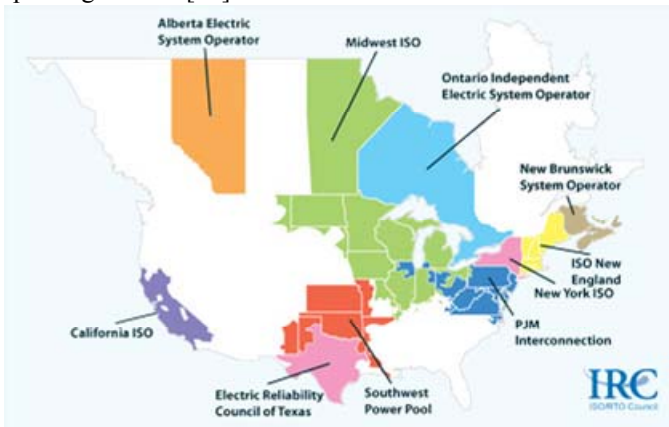 Alberta Electric
System Operator
Midwest ISO
Ontario Independent
Electric System Operator
New Brunswick
System Operator
ISO New
England
New York ISO
PJM
Interconnection
California ISO
Electric Reliability
Council of Texas
Southwest
Power Pool
IRC
ISO/RTO Council